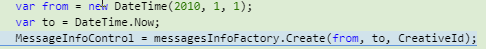 var from = new DateTime(2010, 1, 1);
var to = DateTime.Now;
MessageInfoControl = messagesInfoFactory.Create(from, to, CreativeId);